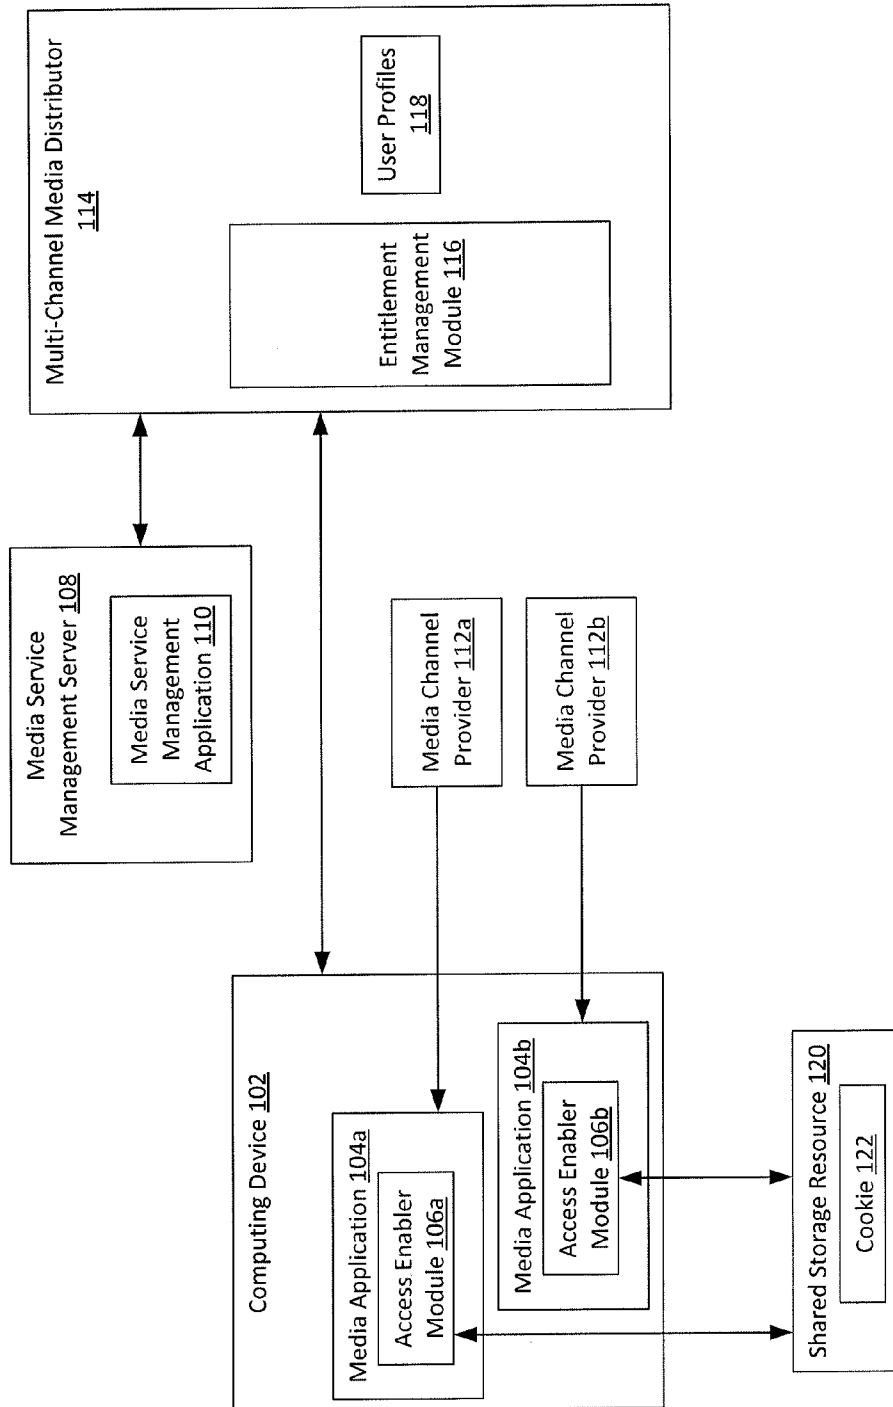 Multi-Channel Media Distributor
114
User Profiles
118
Entitlement
Management
Module 116
Media Service
Management Server 108
Media Service
Management
Application 110
Media Channel
Provider 112a
Media Channel
Provider 112b
Computing Device 102
Media Application 104a
Access Enabler
Module 106a
Media Application 104b
Access Enabler
Module 106b
Shared Storage Resource 120
Cookie 122